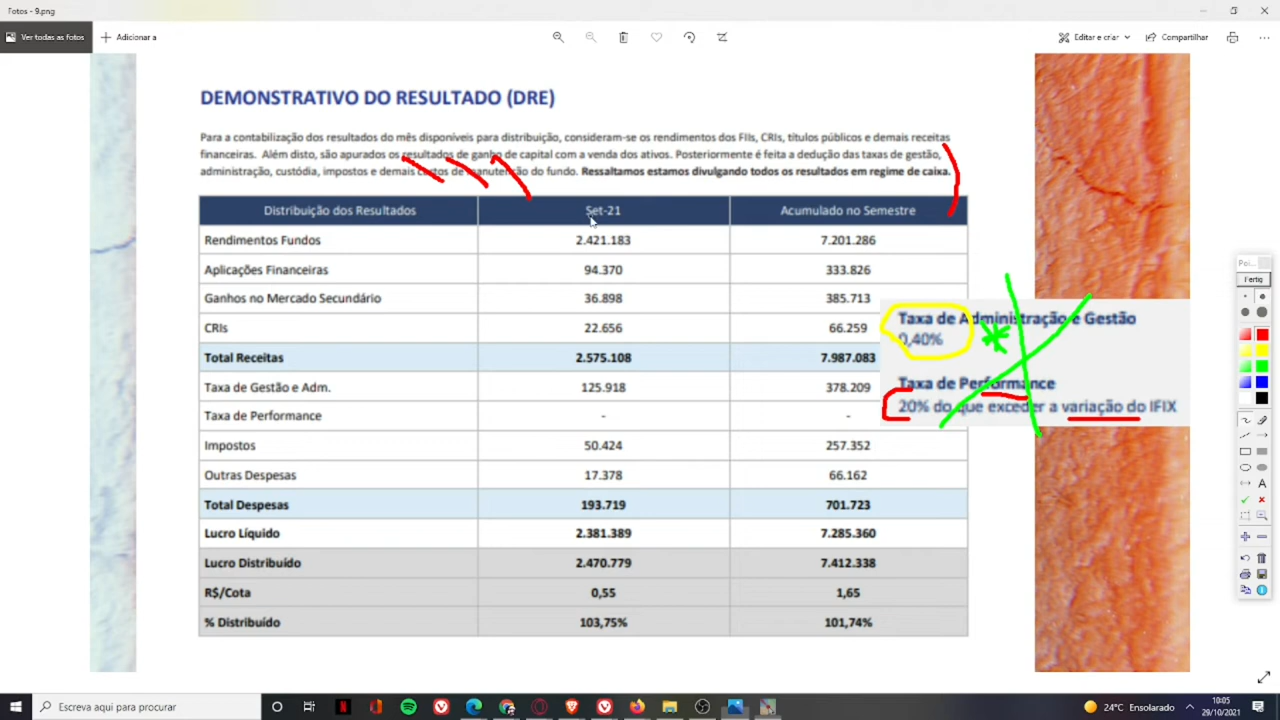 Fotos - 9.png
Ver todas as fotos
Adicionar a
Editar e criar
Compartilhar
DEMONSTRATIVO DO RESULTADO (DRE)
Para a contabilização dos resultados do mês disponíveis para distribuição, consideram-se os rendimentos dos FIIs, CRIs, títulos públicos e demais receitas
financeiras. Além disto, são apurados os resultados de ganho de capital com a venda dos ativos. Posteriormente é feita a dedução das taxas de gestão,
administração, custódia, impostos e demais custos de manutenção do fundo. Ressaltamos estamos divulgando todos os resultados em regime de caixa.
Distribuição dos Resultados Set-21 Acumulado no Semestre
Rendimentos Fundos 2.421.183 7.201.286
Aplicações Financeiras 94.370 333.826
Ganhos no Mercado Secundário 36.898 385.713
CRIs 22.656 66.259
Total Receitas 2.575.108 7.987.083
Taxa de Gestão e Adm. 125.918 378.209
Taxa de Performance - -
Impostos 50.424 257.352
Outras Despesas 17.378 66.162
Total Despesas 193.719 701.723
Lucro Líquido 2.381.389 7.285.360
Lucro Distribuído 2.470.779 7.412.338
R$/Cota 0,55 1,65
% Distribuído 103,75% 101,74%
Taxa de Administração e Gestão
0,40%
Taxa de Performance
20% do que exceder a variação do IFIX
Poi...
Fertig
A
Escreva aqui para procurar
24°C Ensolarado
10:05
29/10/2021